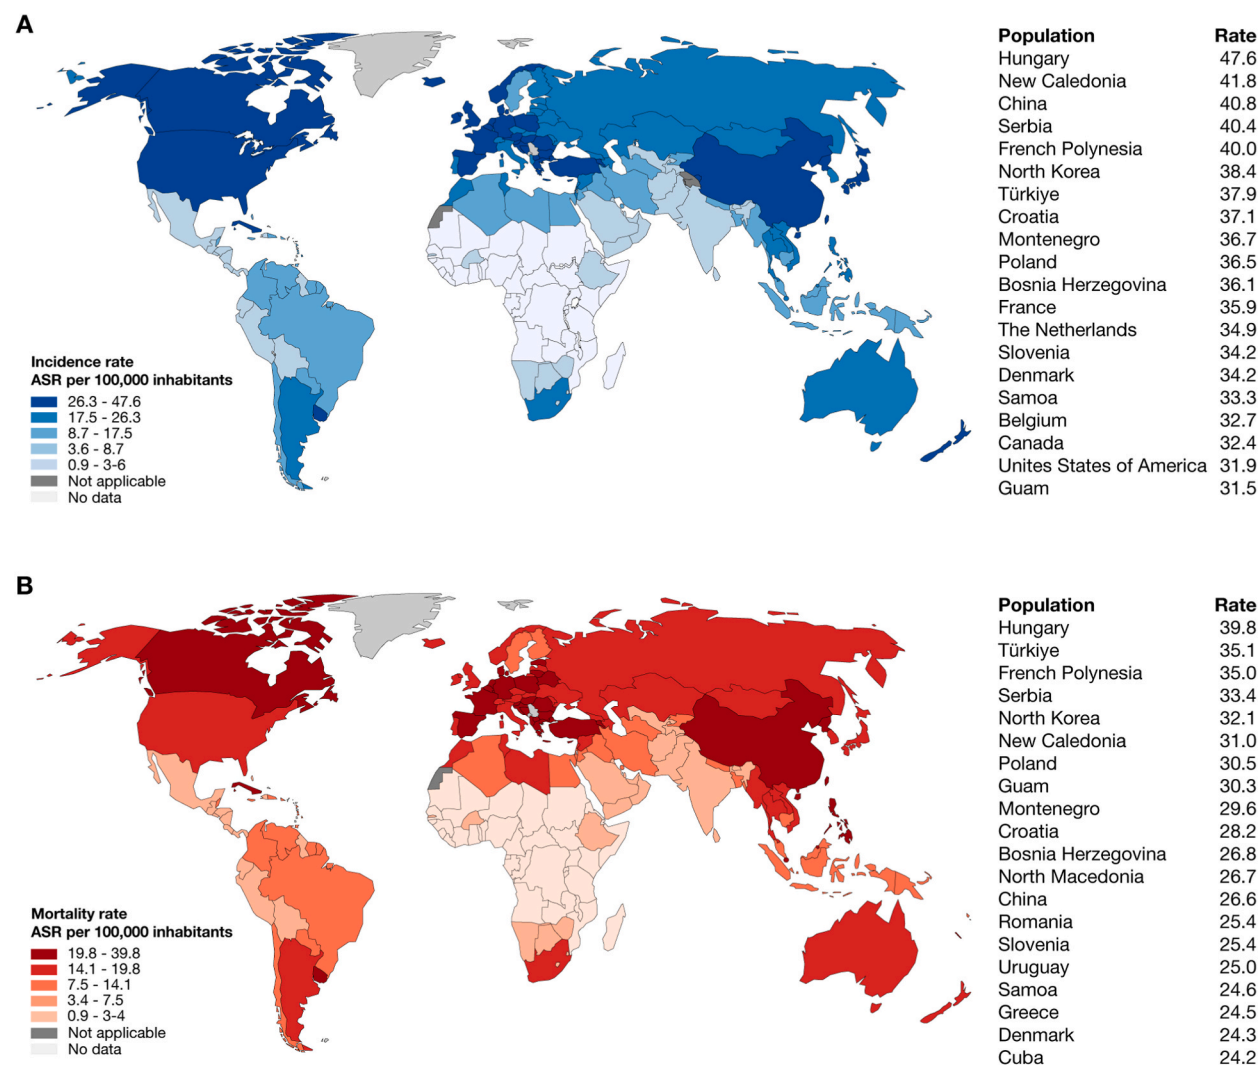 A
Population Rate
Hungary 47.6
New Caledonia 41.8
China 40.8
Serbia 40.4
French Polynesia 40.0
North Korea 38.4
Türkiye 37.9
Croatia 37.1
Montenegro 36.7
Poland 36.5
Bosnia Herzegovina 36.1
France 35.9
The Netherlands 34.9
Slovenia 34.2
Denmark 34.2
Samoa 33.3
Belgium 32.7
Canada 32.4
Unites States of America 31.9
Guam 31.5
Incidence rate
ASR per 100,000 inhabitants
26.3 - 47.6
17.5 - 26.3
8.7 - 17.5
3.6 - 8.7
0.9 - 3-6
Not applicable
No data
B
Population Rate
Hungary 39.8
Türkiye 35.1
French Polynesia 35.0
Serbia 33.4
North Korea 32.1
New Caledonia 31.0
Poland 30.5
Guam 30.3
Montenegro 29.6
Croatia 28.2
Bosnia Herzegovina 26.8
North Macedonia 26.7
China 26.6
Romania 25.4
Slovenia 25.4
Uruguay 25.0
Samoa 24.6
Greece 24.5
Denmark 24.3
Cuba 24.2
Mortality rate
ASR per 100,000 inhabitants
19.8 - 39.8
14.1 - 19.8
7.5 - 14.1
3.4 - 7.5
0.9 - 3-4
Not applicable
No data